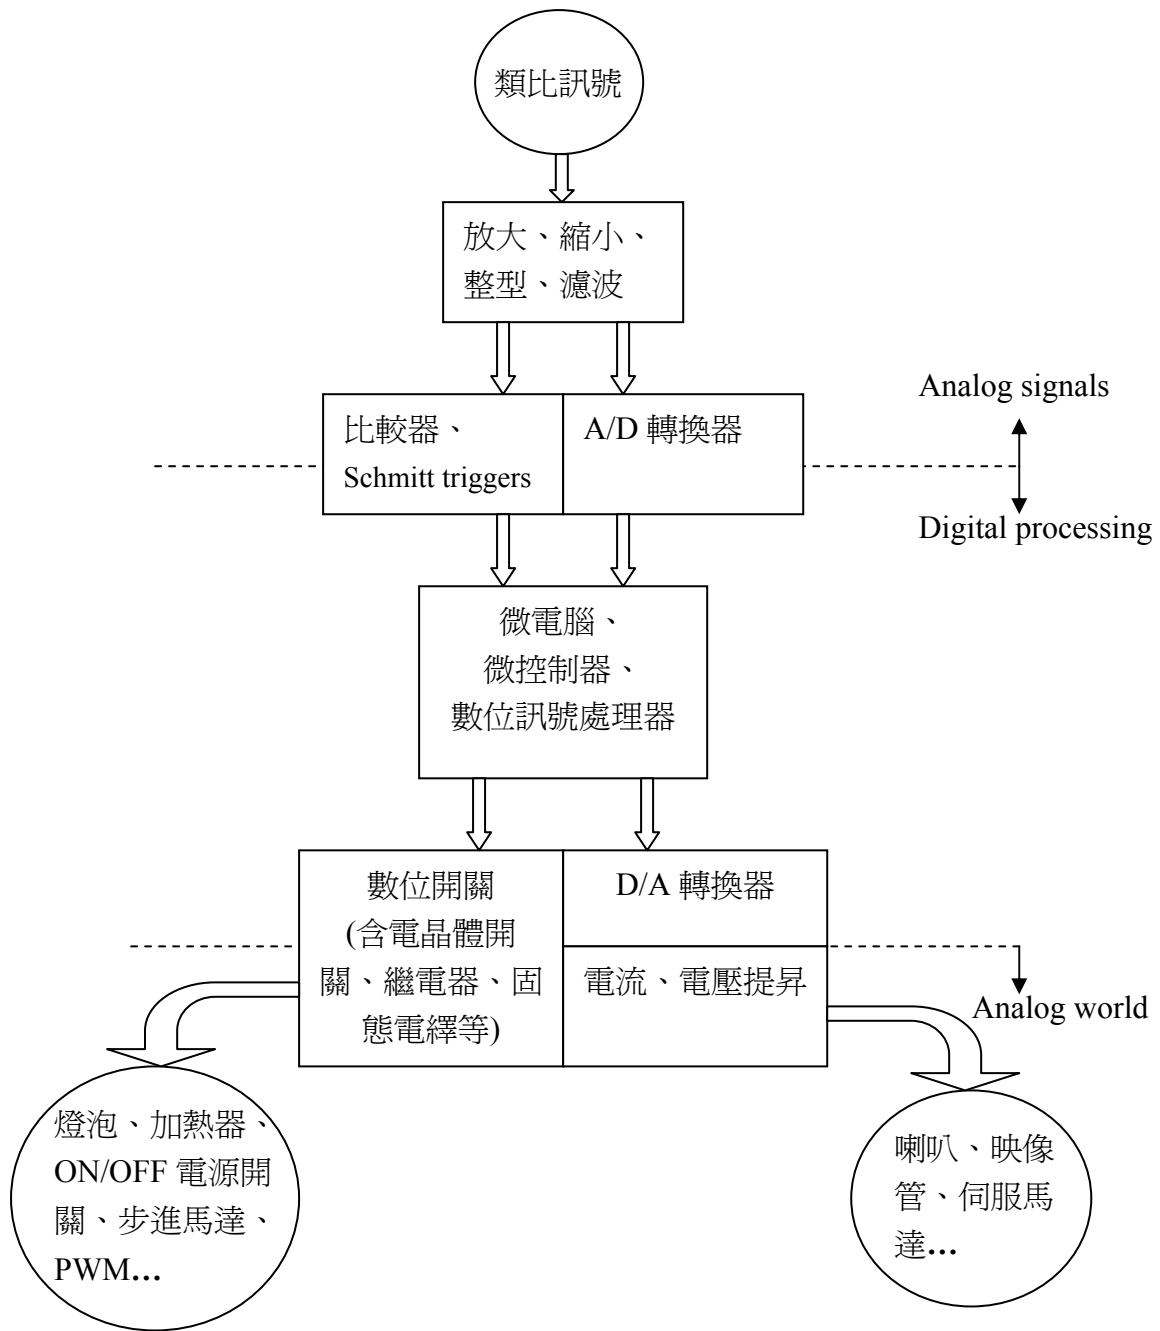 類比訊號
放大、縮小、
整型、濾波
比較器、
Schmitt triggers
A/D 轉換器
Analog signals
Digital processing
微電腦、
微控制器、
數位訊號處理器
數位開關
(含電晶體開
關、繼電器、固
態電繹等)
D/A 轉換器
電流、電壓提昇
Analog world
燈泡、加熱器、
ON/OFF 電源開
關、步進馬達、
PWM...
喇叭、映像
管、伺服馬
達...